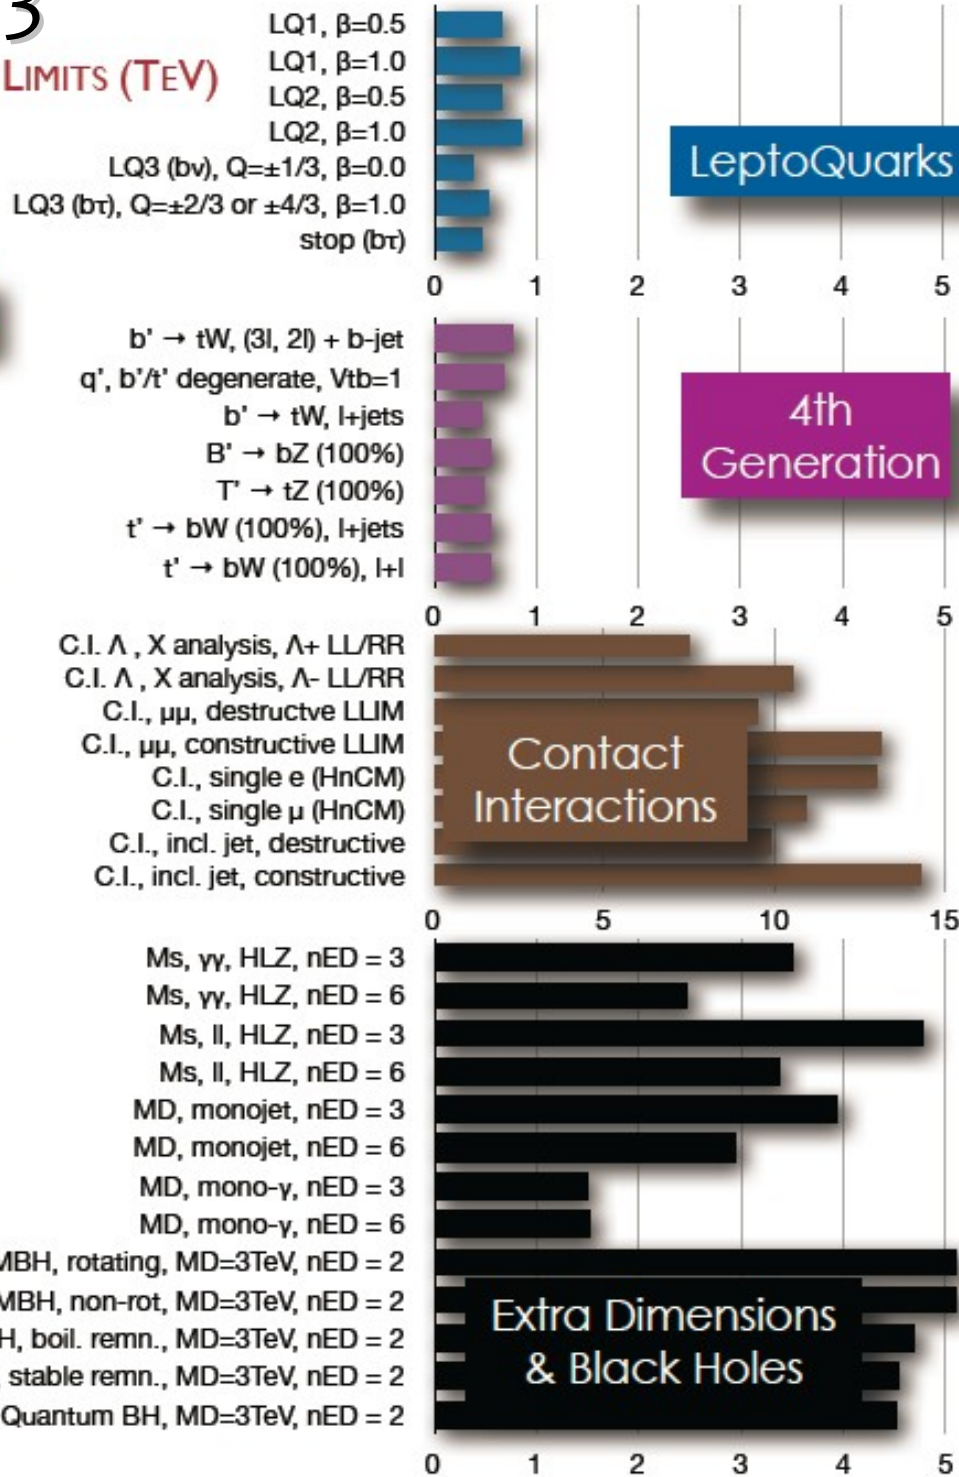 3
LIMITS (TeV)
LQ1, β=0.5
LQ1, β=1.0
LQ2, β=0.5
LQ2, β=1.0
LQ3 (bν), Q=±1/3, β=0.0
LQ3 (bτ), Q=±2/3 or ±4/3, β=1.0
stop (bτ)
LeptoQuarks
0 1 2 3 4 5
b' → tW, (3l, 2l) + b-jet
q', b'/t' degenerate, Vtb=1
b' → tW, l+jets
B' → bZ (100%)
T' → tZ (100%)
t' → bW (100%), l+jets
t' → bW (100%), l+l
4th
Generation
0 1 2 3 4 5
C.I. Λ , X analysis, Λ+ LL/RR
C.I. Λ , X analysis, Λ- LL/RR
C.I., μμ, destructve LLIM
C.I., μμ, constructive LLIM
C.I., single e (HnCM)
C.I., single μ (HnCM)
C.I., incl. jet, destructive
C.I., incl. jet, constructive
Contact
Interactions
0 5 10 15
Ms, γγ, HLZ, nED = 3
Ms, γγ, HLZ, nED = 6
Ms, ll, HLZ, nED = 3
Ms, ll, HLZ, nED = 6
MD, monojet, nED = 3
MD, monojet, nED = 6
MD, mono-γ, nED = 3
MD, mono-γ, nED = 6
MBH, rotating, MD=3TeV, nED = 2
MBH, non-rot, MD=3TeV, nED = 2
H, boil. remn., MD=3TeV, nED = 2
stable remn., MD=3TeV, nED = 2
Quantum BH, MD=3TeV, nED = 2
Extra Dimensions
& Black Holes
0 1 2 3 4 5